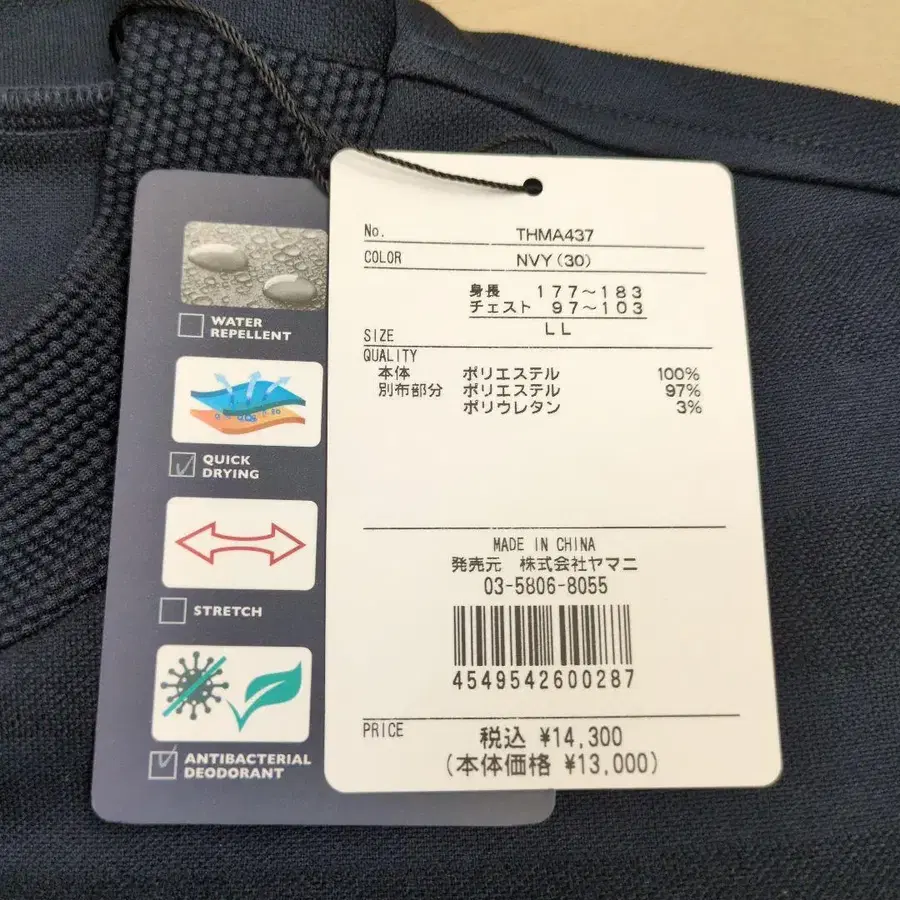 WATER
REPELLENT
QUICK
DRYING
STRETCH
ANTIBACTERIAL
DEODORANT
No. THMA437
COLOR NVY(30)
身長 177～183
チェスト 97～103
SIZE LL
QUALITY
本体 ポリエステル 100%
別布部分 ポリエステル 97%
ポリウレタン 3%
MADE IN CHINA
発売元 株式会社ヤマニ
03-5806-8055
4549542600287
PRICE 税込 ¥14,300
(本体価格 ¥13,000)